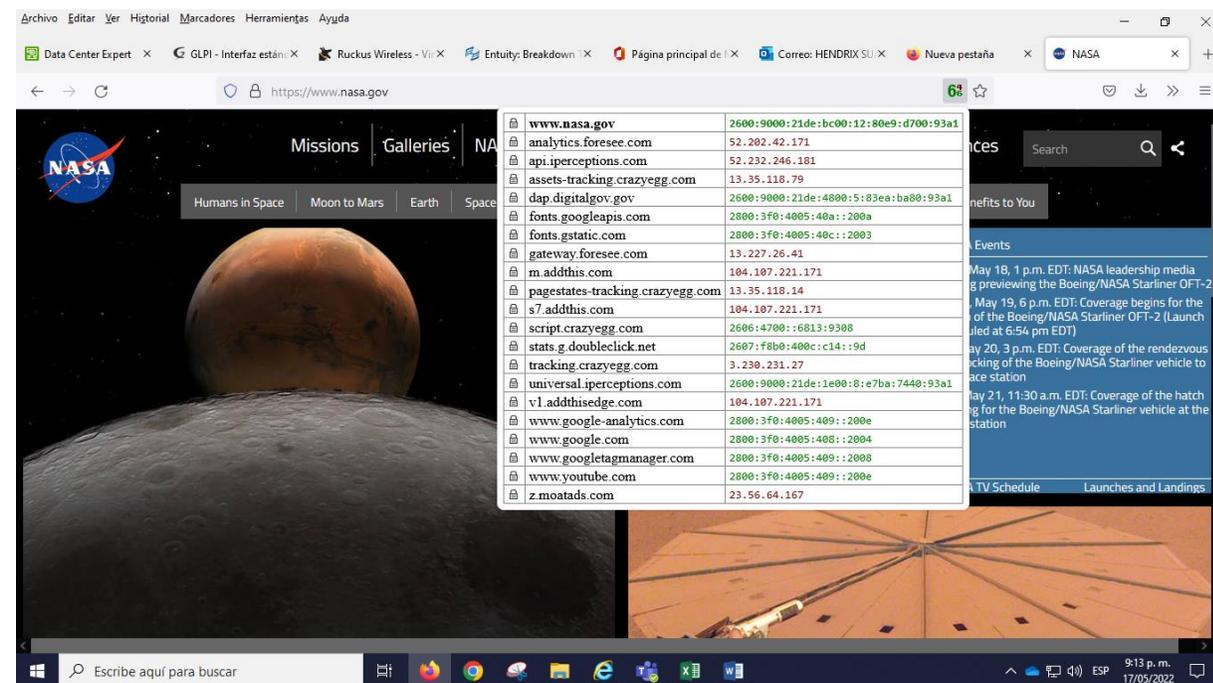 Archivo Editar Ver Historial Marcadores Herramientas Ayuda
Data Center Expert GLPI - Interfaz estánd Ruckus Wireless - Vir Entuity: Breakdown T Página principal de Correo: HENDRIX SU Nueva pestaña NASA
https://www.nasa.gov
www.nasa.gov 2600:9000:21de:bc00:12:80e9:d700:93a1
analytics.foresee.com 52.202.42.171
api.iperceptions.com 52.232.246.181
assets-tracking.crazyegg.com 13.35.118.79
dap.digitalgov.gov 2600:9000:21de:4800:5:83ea:ba80:93a1
fonts.googleapis.com 2800:3f0:4005:40a::200a
fonts.gstatic.com 2800:3f0:4005:40c::2003
gateway.foresee.com 13.227.26.41
m.addthis.com 104.107.221.171
pagestates-tracking.crazyegg.com 13.35.118.14
s7.addthis.com 104.107.221.171
script.crazyegg.com 2606:4700::6813:9308
stats.g.doubleclick.net 2607:f8b0:400c:c14::9d
tracking.crazyegg.com 3.230.231.27
universal.iperceptions.com 2600:9000:21de:1e00:8:e7ba:7440:93a1
v1.addthisedge.com 104.107.221.171
www.google-analytics.com 2800:3f0:4005:409::200e
www.google.com 2800:3f0:4005:408::2004
www.googletagmanager.com 2800:3f0:4005:409::2008
www.youtube.com 2800:3f0:4005:409::200e
z.moatads.com 23.56.64.167
NASA
Missions Galleries NA nces Search
Humans in Space Moon to Mars Earth Space nefits to You
A Events
May 18, 1 p.m. EDT: NASA leadership media
g previewing the Boeing/NASA Starliner OFT-2
, May 19, 6 p.m. EDT: Coverage begins for the
of the Boeing/NASA Starliner OFT-2 (Launch
uled at 6:54 pm EDT)
ay 20, 3 p.m. EDT: Coverage of the rendezvous
ocking of the Boeing/NASA Starliner vehicle to
ace station
May 21, 11:30 a.m. EDT: Coverage of the hatch
g for the Boeing/NASA Starliner vehicle at the
station
A TV Schedule Launches and Landings
Escribe aquí para buscar
ESP 9:13 p. m.
17/05/2022